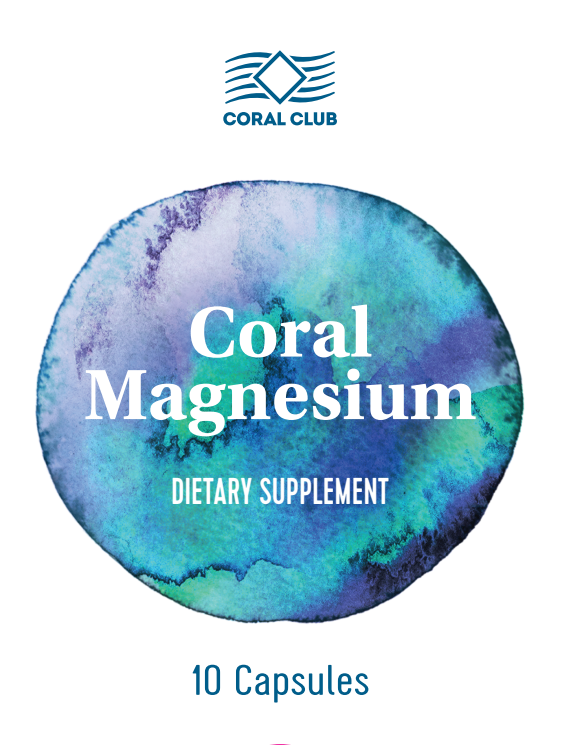 CORAL CLUB
Coral
Magnesium
DIETARY SUPPLEMENT
10 Capsules